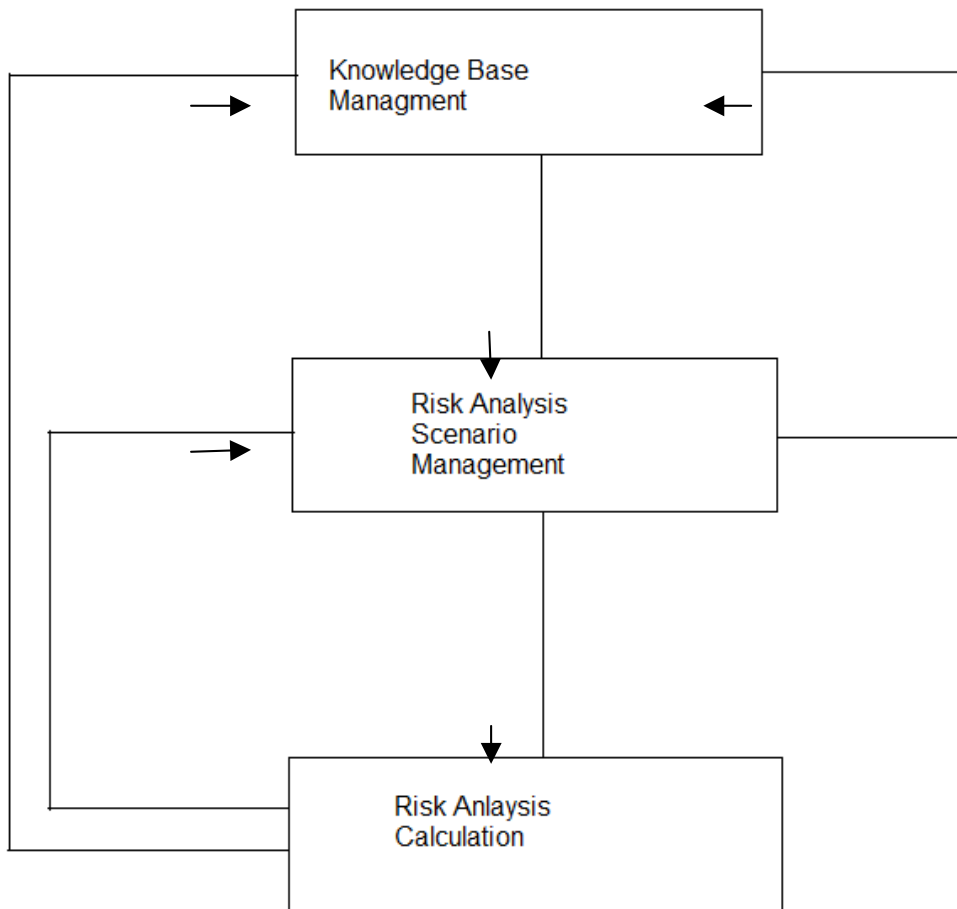 Knowledge Base
Managment
Risk Analysis
Scenario
Management
Risk Anlaysis
Calculation